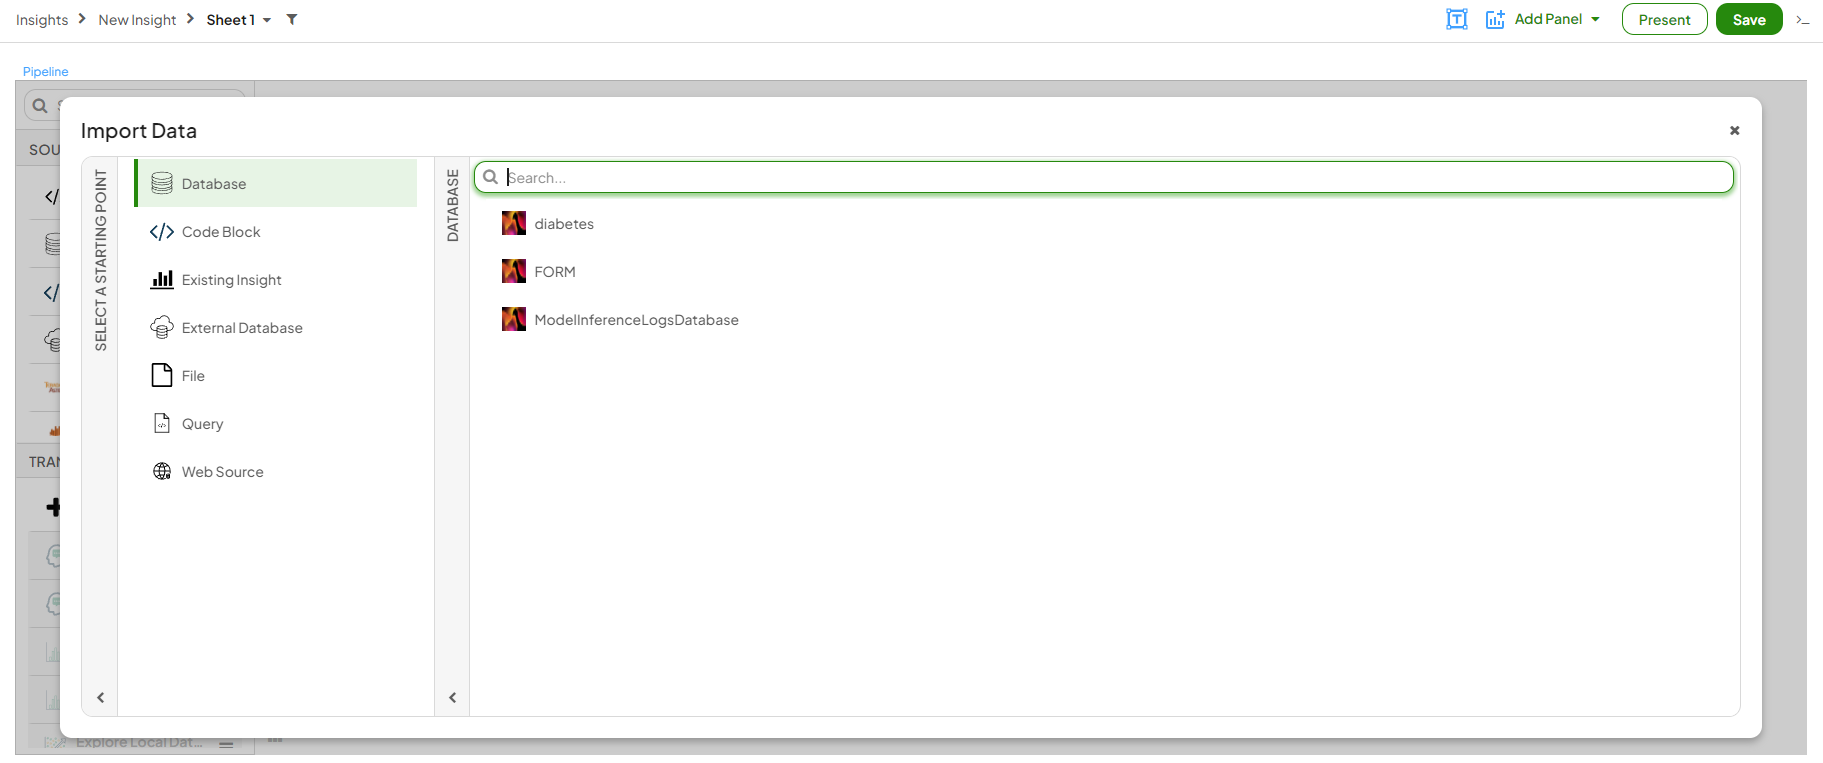 Insights > New Insight > Sheet 1
Add Panel
Present
Save
Pipeline
Import Data
SOU
TRAN
SELECT A STARTING POINT
Database
Code Block
Existing Insight
External Database
File
Query
Web Source
DATABASE
Search...
diabetes
FORM
ModelInferenceLogsDatabase
Explore Local Dat...